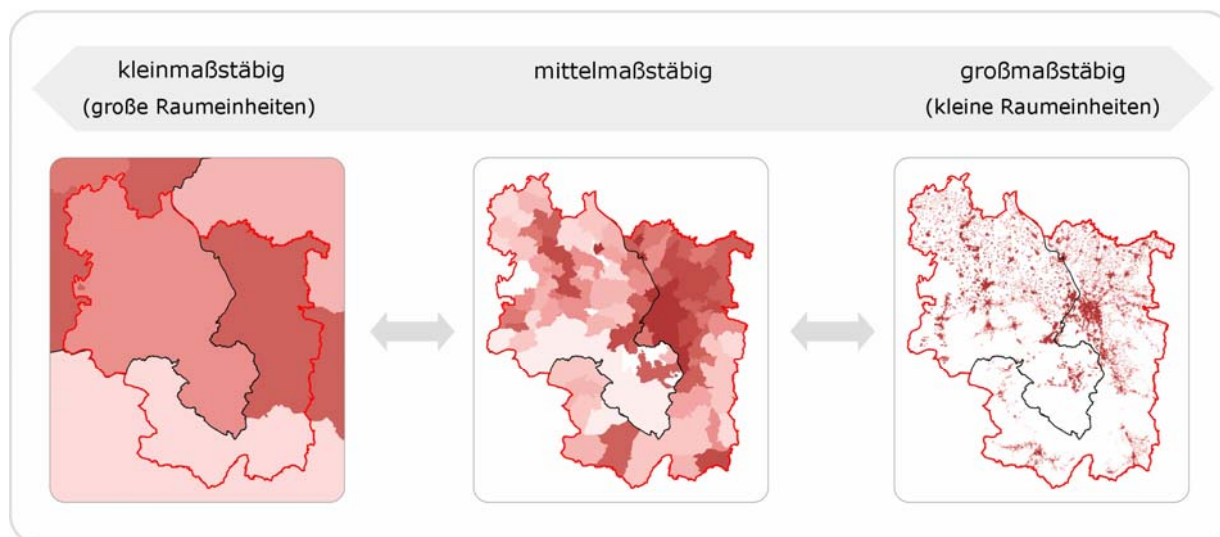 kleinmaßstäbig
(große Raumeinheiten)
mittelmaßstäbig
großmaßstäbig
(kleine Raumeinheiten)